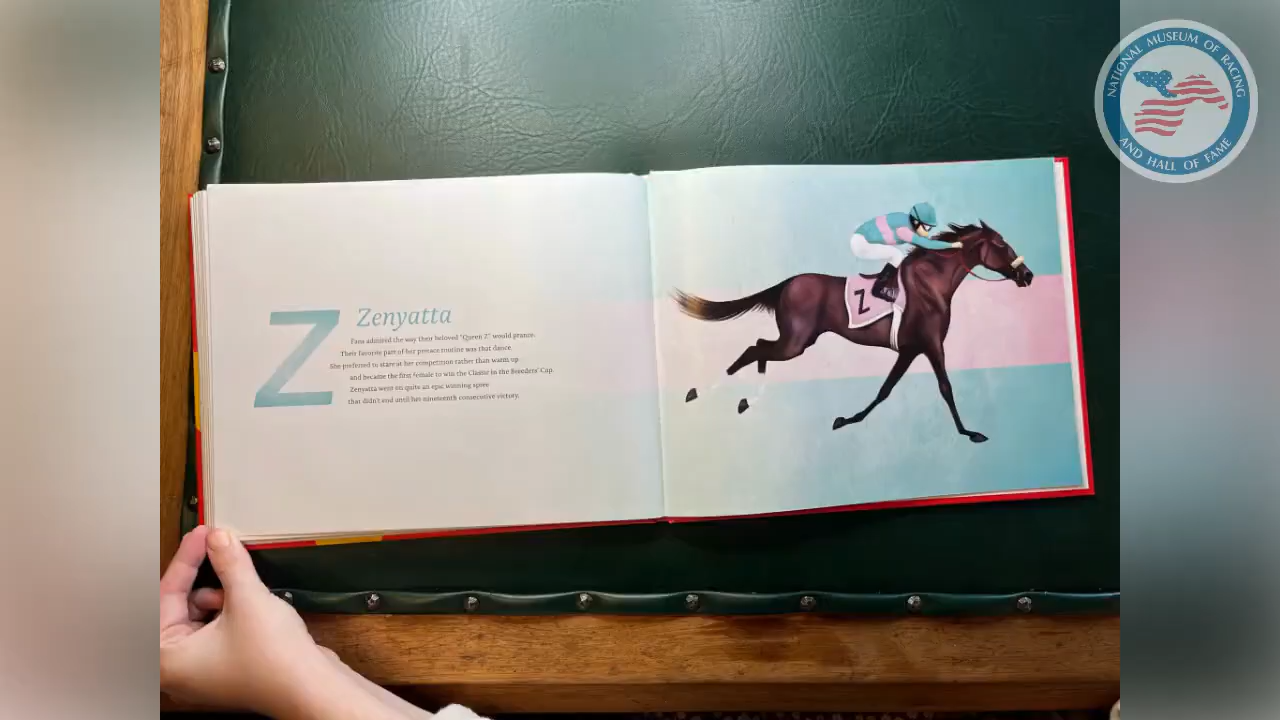 Z
Zenyatta
Fans admired the way their beloved "Queen Z" would prance.
Their favorite part of her prerace routine was that dance.
She preferred to stare at her competition rather than warm up
and became the first female to win the Classic in the Breeders' Cup.
Zenyatta went on quite an epic winning spree
that didn't end until her nineteenth consecutive victory.
Z
NATIONAL MUSEUM OF RACING
AND HALL OF FAME